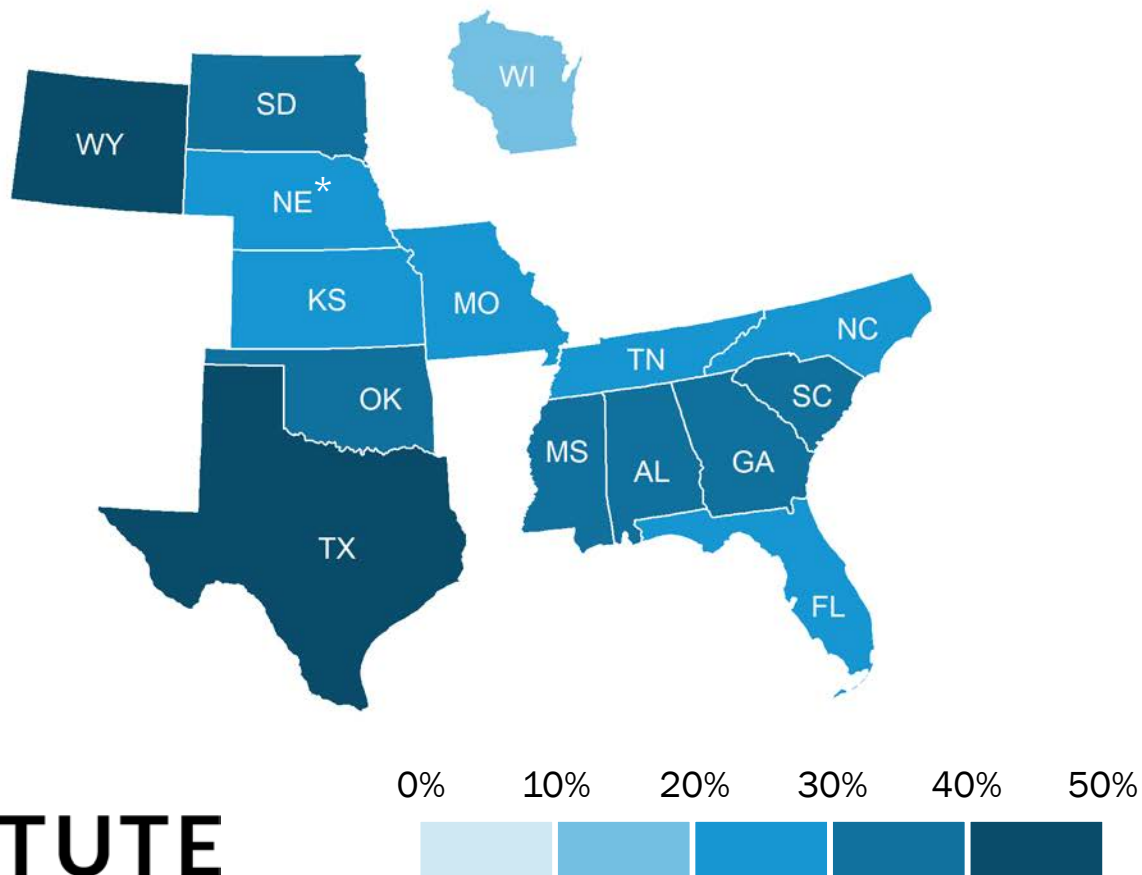 WI
SD
WY
NE*
KS
MO
NC
TN
OK
SC
MS
AL
GA
TX
FL
0% 10% 20% 30% 40% 50%
TUTE